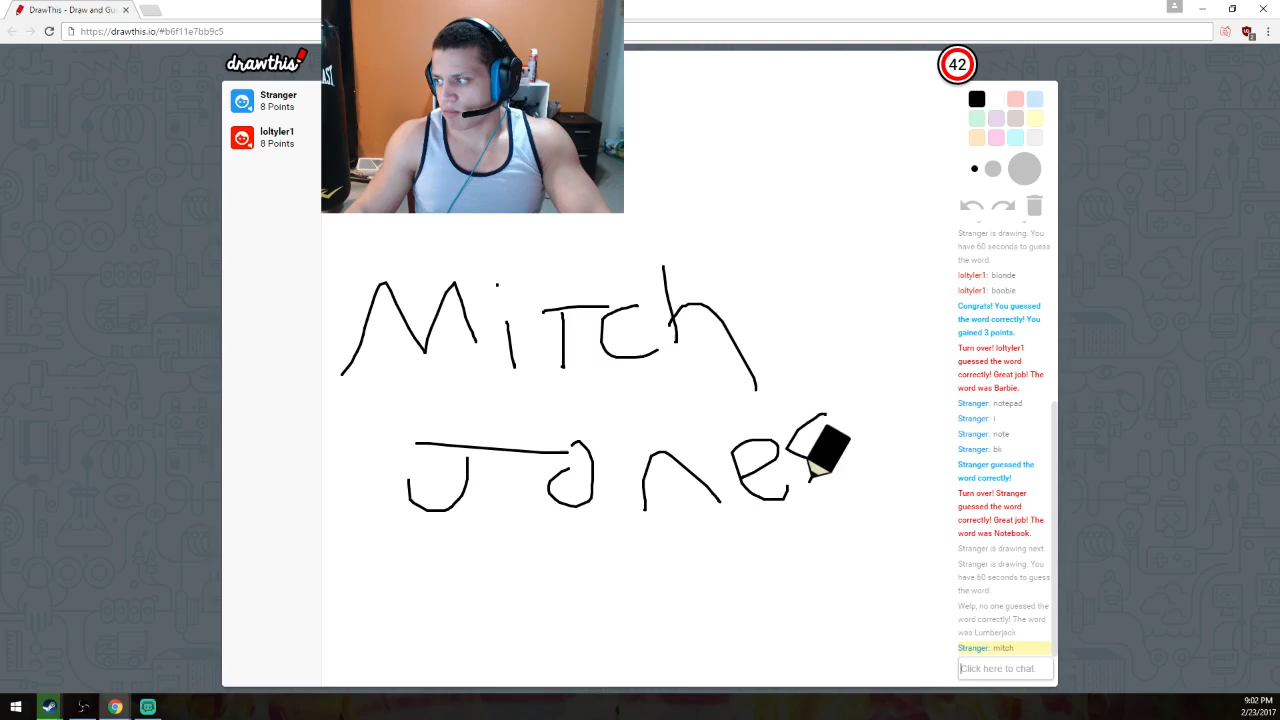 DrawThis - Draw and Gu
https://drawthis.io/#b6f11e7bb9c5
drawthis
42
Stranger
8 Points
loltyler1
8 Points
MiTch
Jones
Stranger is drawing. You
have 60 seconds to guess
the word.
loltyler1: blonde
loltyler1: boobie
Congrats! You guessed
the word correctly! You
gained 3 points.
Turn over! loltyler1
guessed the word
correctly! Great job! The
word was Barbie.
Stranger: notepad
Stranger: i
Stranger: note
Stranger: bk
Stranger guessed the
word correctly!
Turn over! Stranger
guessed the word
correctly! Great job! The
word was Notebook.
Stranger is drawing next.
Stranger is drawing. You
have 60 seconds to guess
the word.
Welp, no one guessed the
word correctly! The word
was Lumberjack.
Stranger: mitch
Click here to chat.
9:02 PM
2/23/2017